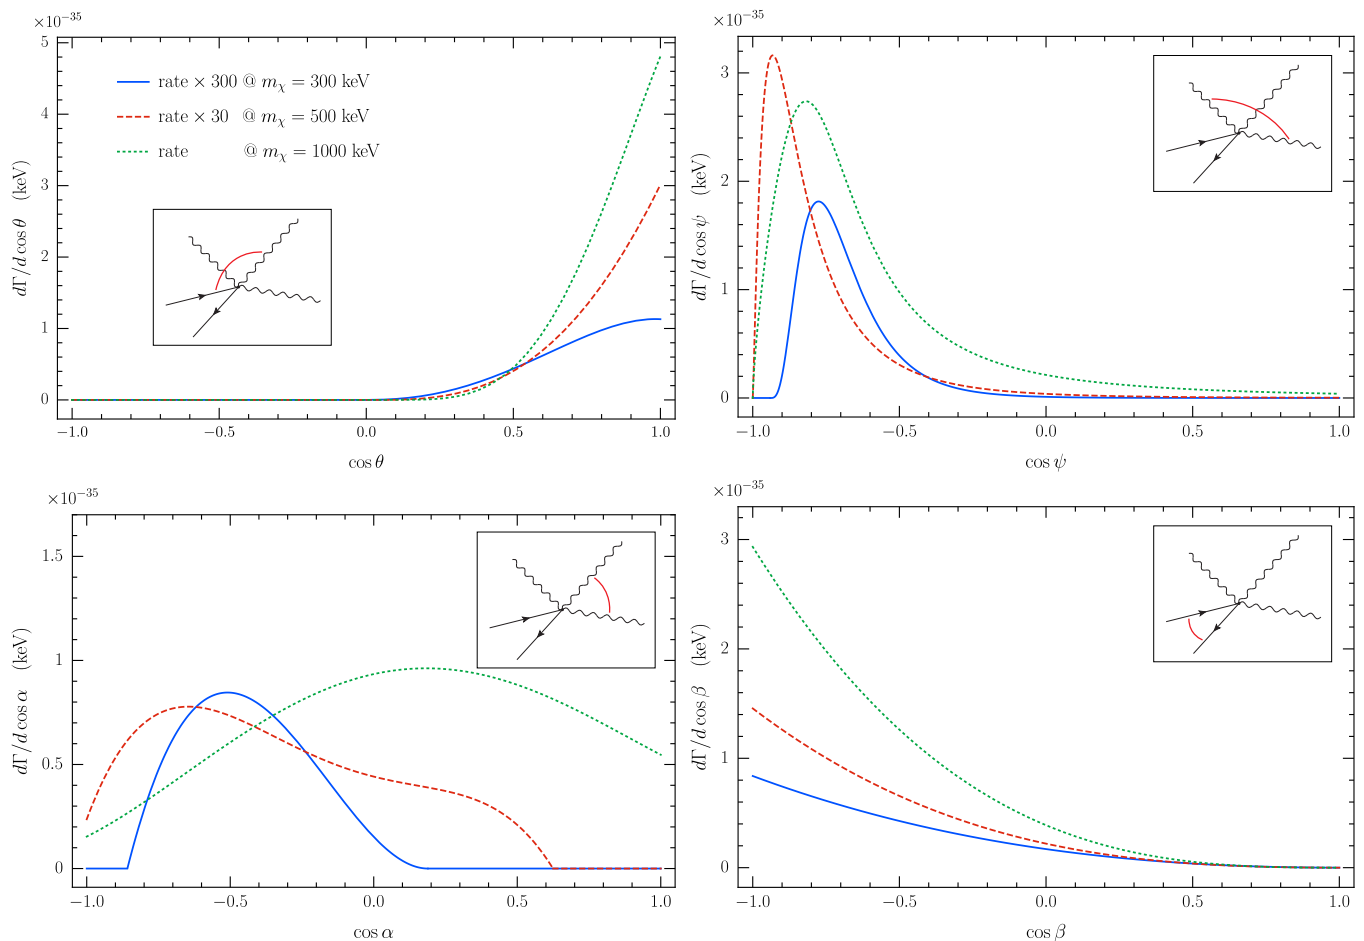 ×10⁻³⁵
5
4
3
2
1
0
dΓ/d cos θ (keV)
rate × 300 @ mχ = 300 keV
rate × 30 @ mχ = 500 keV
rate @ mχ = 1000 keV
−1.0 −0.5 0.0 0.5 1.0
cos θ
×10⁻³⁵
3
2
1
0
dΓ/d cos ψ (keV)
−1.0 −0.5 0.0 0.5 1.0
cos ψ
×10⁻³⁵
1.5
1
0.5
0
dΓ/d cos α (keV)
−1.0 −0.5 0.0 0.5 1.0
cos α
×10⁻³⁵
3
2
1
0
dΓ/d cos β (keV)
−1.0 −0.5 0.0 0.5 1.0
cos β